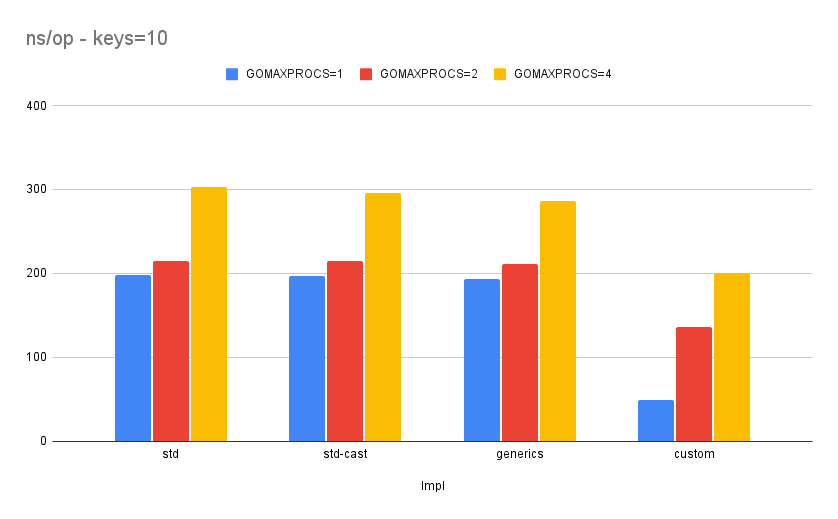 ns/op - keys=10
GOMAXPROCS=1 GOMAXPROCS=2 GOMAXPROCS=4
400
300
200
100
0
std std-cast generics custom
Impl